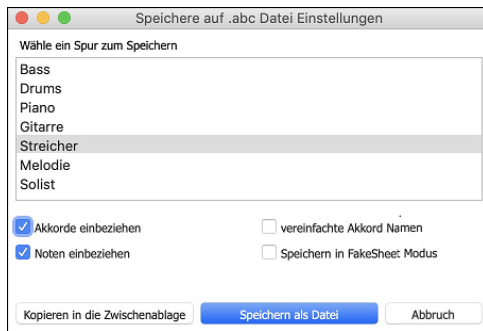 Speichere auf .abc Datei Einstellungen
Wähle ein Spur zum Speichern
Bass
Drums
Piano
Gitarre
Streicher
Melodie
Solist
Akkorde einbeziehen
vereinfachte Akkord Namen
Noten einbeziehen
Speichern in FakeSheet Modus
Kopieren in die Zwischenablage
Speichern als Datei
Abbruch